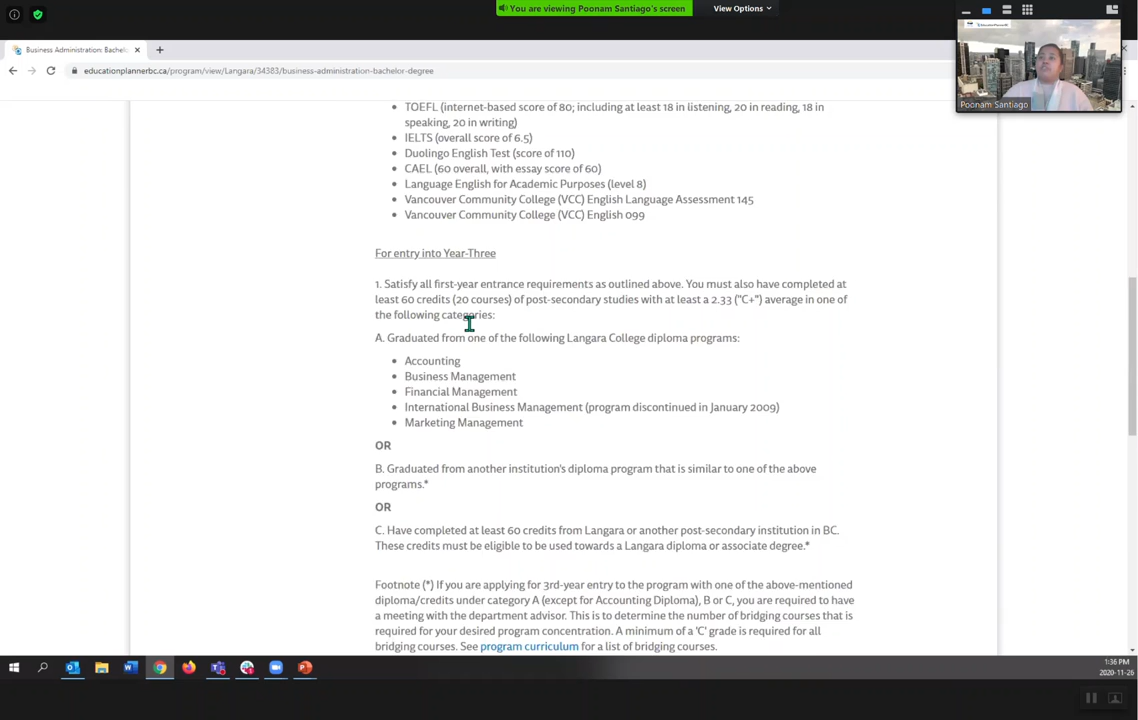 You are viewing Poonam Santiago's screen
View Options
Business Administration: Bachel
educationplannerbc.ca/program/view/Langara/34383/business-administration-bachelor-degree
Poonam Santiago
• TOEFL (internet-based score of 80; including at least 18 in listening, 20 in reading, 18 in
speaking, 20 in writing)
• IELTS (overall score of 6.5)
• Duolingo English Test (score of 110)
• CAEL (60 overall, with essay score of 60)
• Language English for Academic Purposes (level 8)
• Vancouver Community College (VCC) English Language Assessment 145
• Vancouver Community College (VCC) English 099
For entry into Year-Three
1. Satisfy all first-year entrance requirements as outlined above. You must also have completed at
least 60 credits (20 courses) of post-secondary studies with at least a 2.33 ("C+") average in one of
the following categories:
A. Graduated from one of the following Langara College diploma programs:
• Accounting
• Business Management
• Financial Management
• International Business Management (program discontinued in January 2009)
• Marketing Management
OR
B. Graduated from another institution's diploma program that is similar to one of the above
programs.*
OR
C. Have completed at least 60 credits from Langara or another post-secondary institution in BC.
These credits must be eligible to be used towards a Langara diploma or associate degree.*
Footnote (*) If you are applying for 3rd-year entry to the program with one of the above-mentioned
diploma/credits under category A (except for Accounting Diploma), B or C, you are required to have
a meeting with the department advisor. This is to determine the number of bridging courses that is
required for your desired program concentration. A minimum of a 'C' grade is required for all
bridging courses. See program curriculum for a list of bridging courses.
1:36 PM
2020-11-26